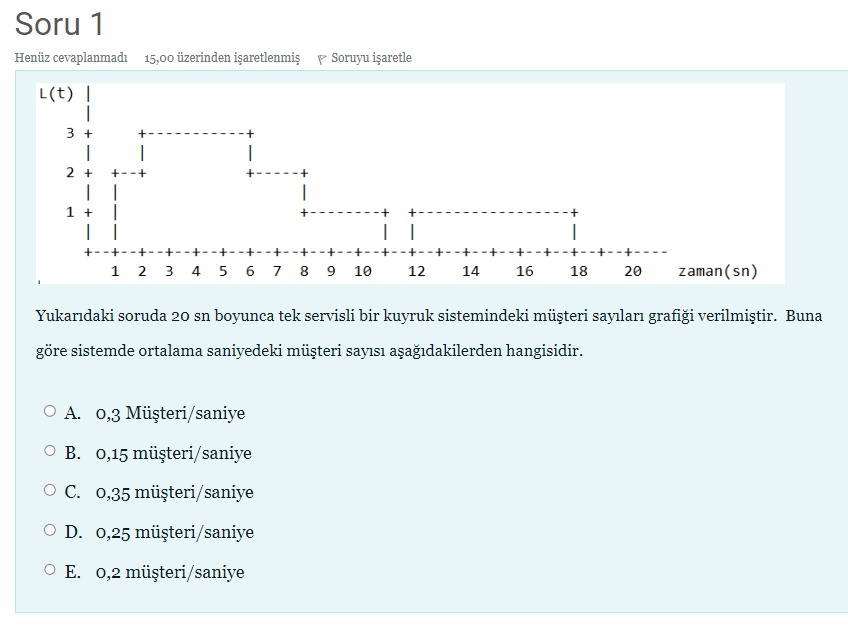 Soru 1
Henüz cevaplanmadı 15,00 üzerinden işaretlenmiş Soruyu işaretle
L(t)
3
2
1
1 2 3 4 5 6 7 8 9 10 12 14 16 18 20 zaman(sn)
Yukarıdaki soruda 20 sn boyunca tek servisli bir kuyruk sistemindeki müşteri sayıları grafiği verilmiştir. Buna
göre sistemde ortalama saniyedeki müşteri sayısı aşağıdakilerden hangisidir.
A. 0,3 Müşteri/saniye
B. 0,15 müşteri/saniye
C. 0,35 müşteri/saniye
D. 0,25 müşteri/saniye
E. 0,2 müşteri/saniye